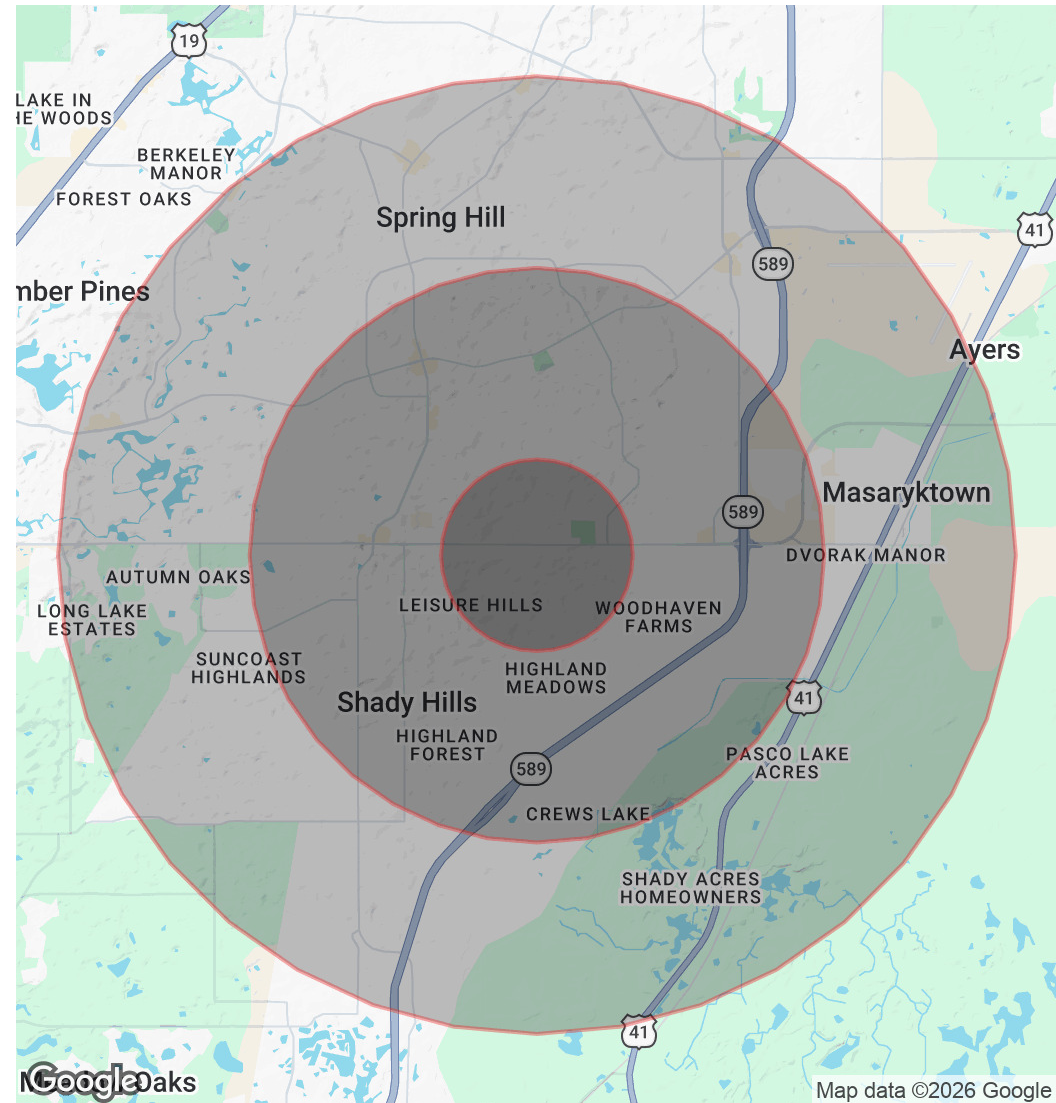 19
LAKE IN
HE WOODS
BERKELEY
MANOR
FOREST OAKS
Spring Hill
41
589
mber Pines
Ayers
Masaryktown
589
DVORAK MANOR
AUTUMN OAKS
LONG LAKE
ESTATES
LEISURE HILLS
WOODHAVEN
FARMS
SUNCOAST
HIGHLANDS
HIGHLAND
MEADOWS
Shady Hills
41
HIGHLAND
FOREST
589
PASCO LAKE
ACRES
CREWS LAKE
SHADY ACRES
HOMEOWNERS
41
Oaks
Google
Map data ©2026 Google